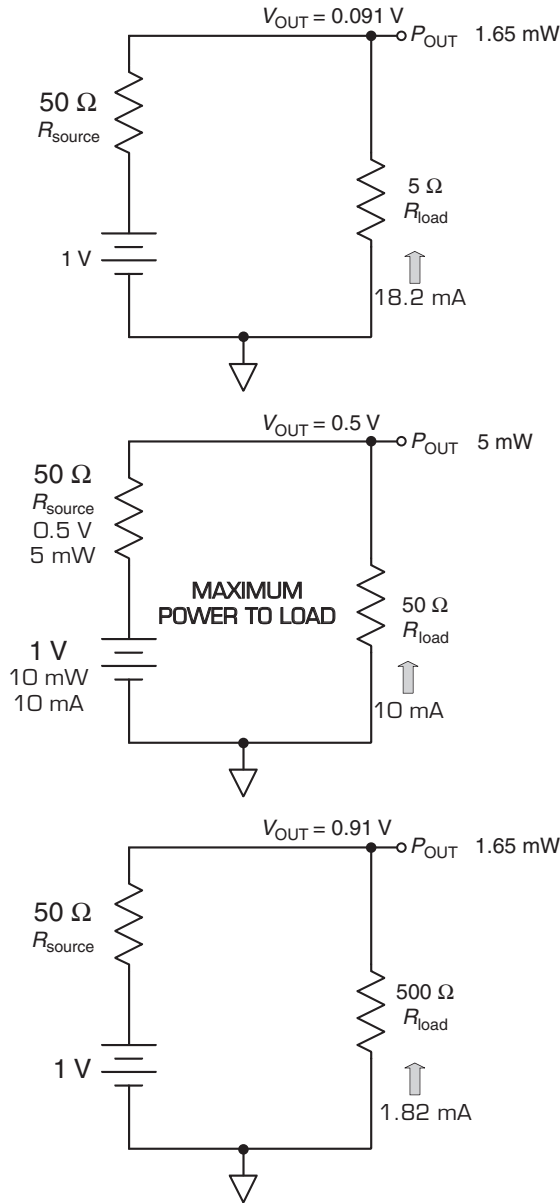 V_OUT = 0.091 V
P_OUT 1.65 mW
50 Ω
R_source
5 Ω
R_load
1 V
18.2 mA
V_OUT = 0.5 V
P_OUT 5 mW
50 Ω
R_source
0.5 V
5 mW
MAXIMUM
POWER TO LOAD
50 Ω
R_load
1 V
10 mW
10 mA
10 mA
V_OUT = 0.91 V
P_OUT 1.65 mW
50 Ω
R_source
500 Ω
R_load
1 V
1.82 mA